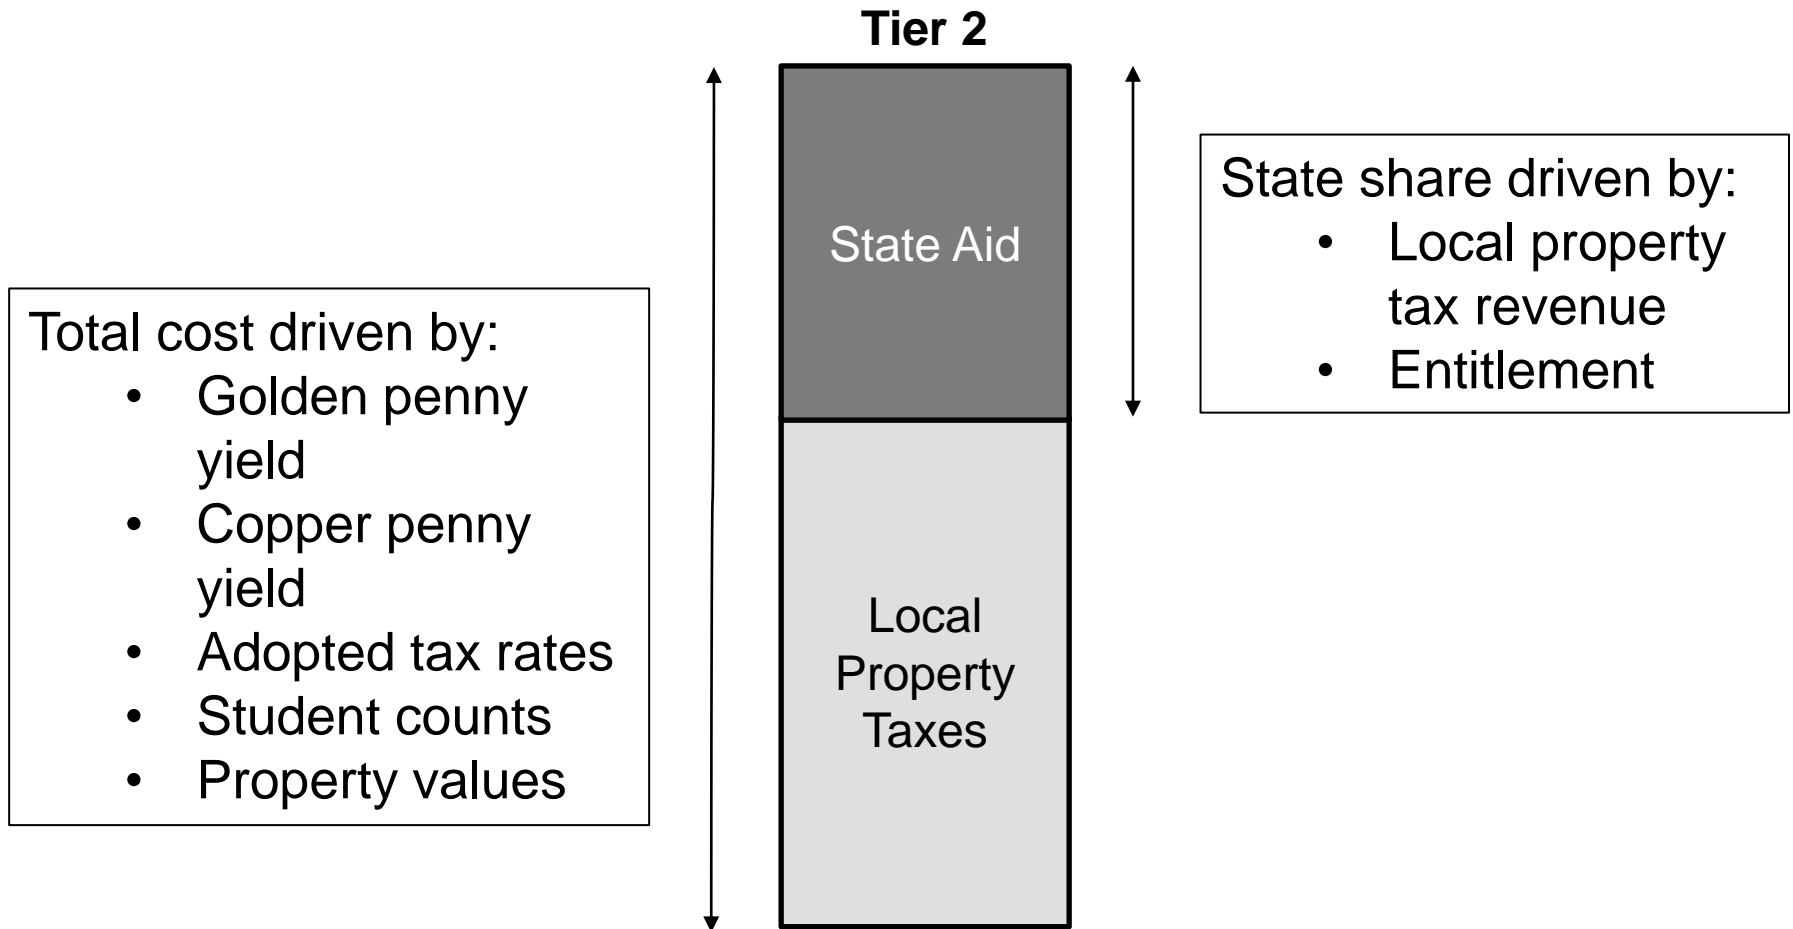 Tier 2
Total cost driven by:
• Golden penny
yield
• Copper penny
yield
• Adopted tax rates
• Student counts
• Property values
State Aid
Local
Property
Taxes
State share driven by:
• Local property
tax revenue
• Entitlement